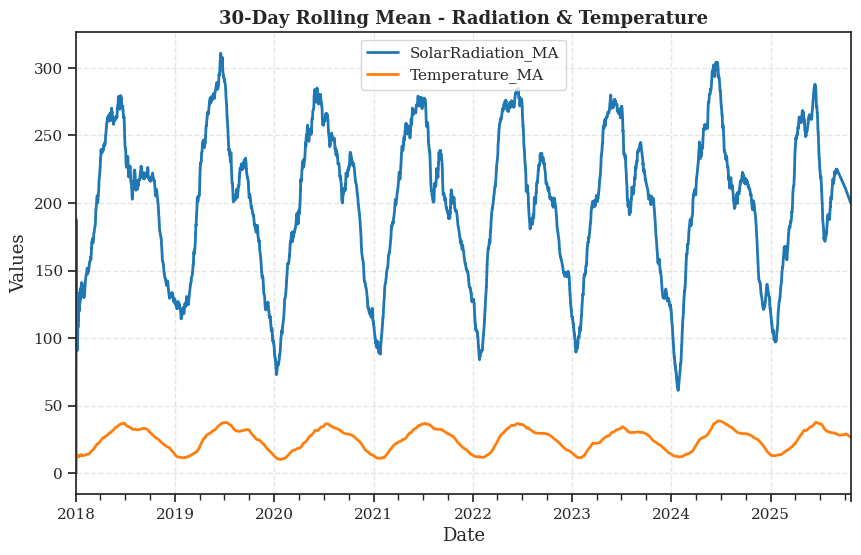 30-Day Rolling Mean - Radiation & Temperature
SolarRadiation_MA
Temperature_MA
Values
300
250
200
150
100
50
0
2018 2019 2020 2021 2022 2023 2024 2025
Date